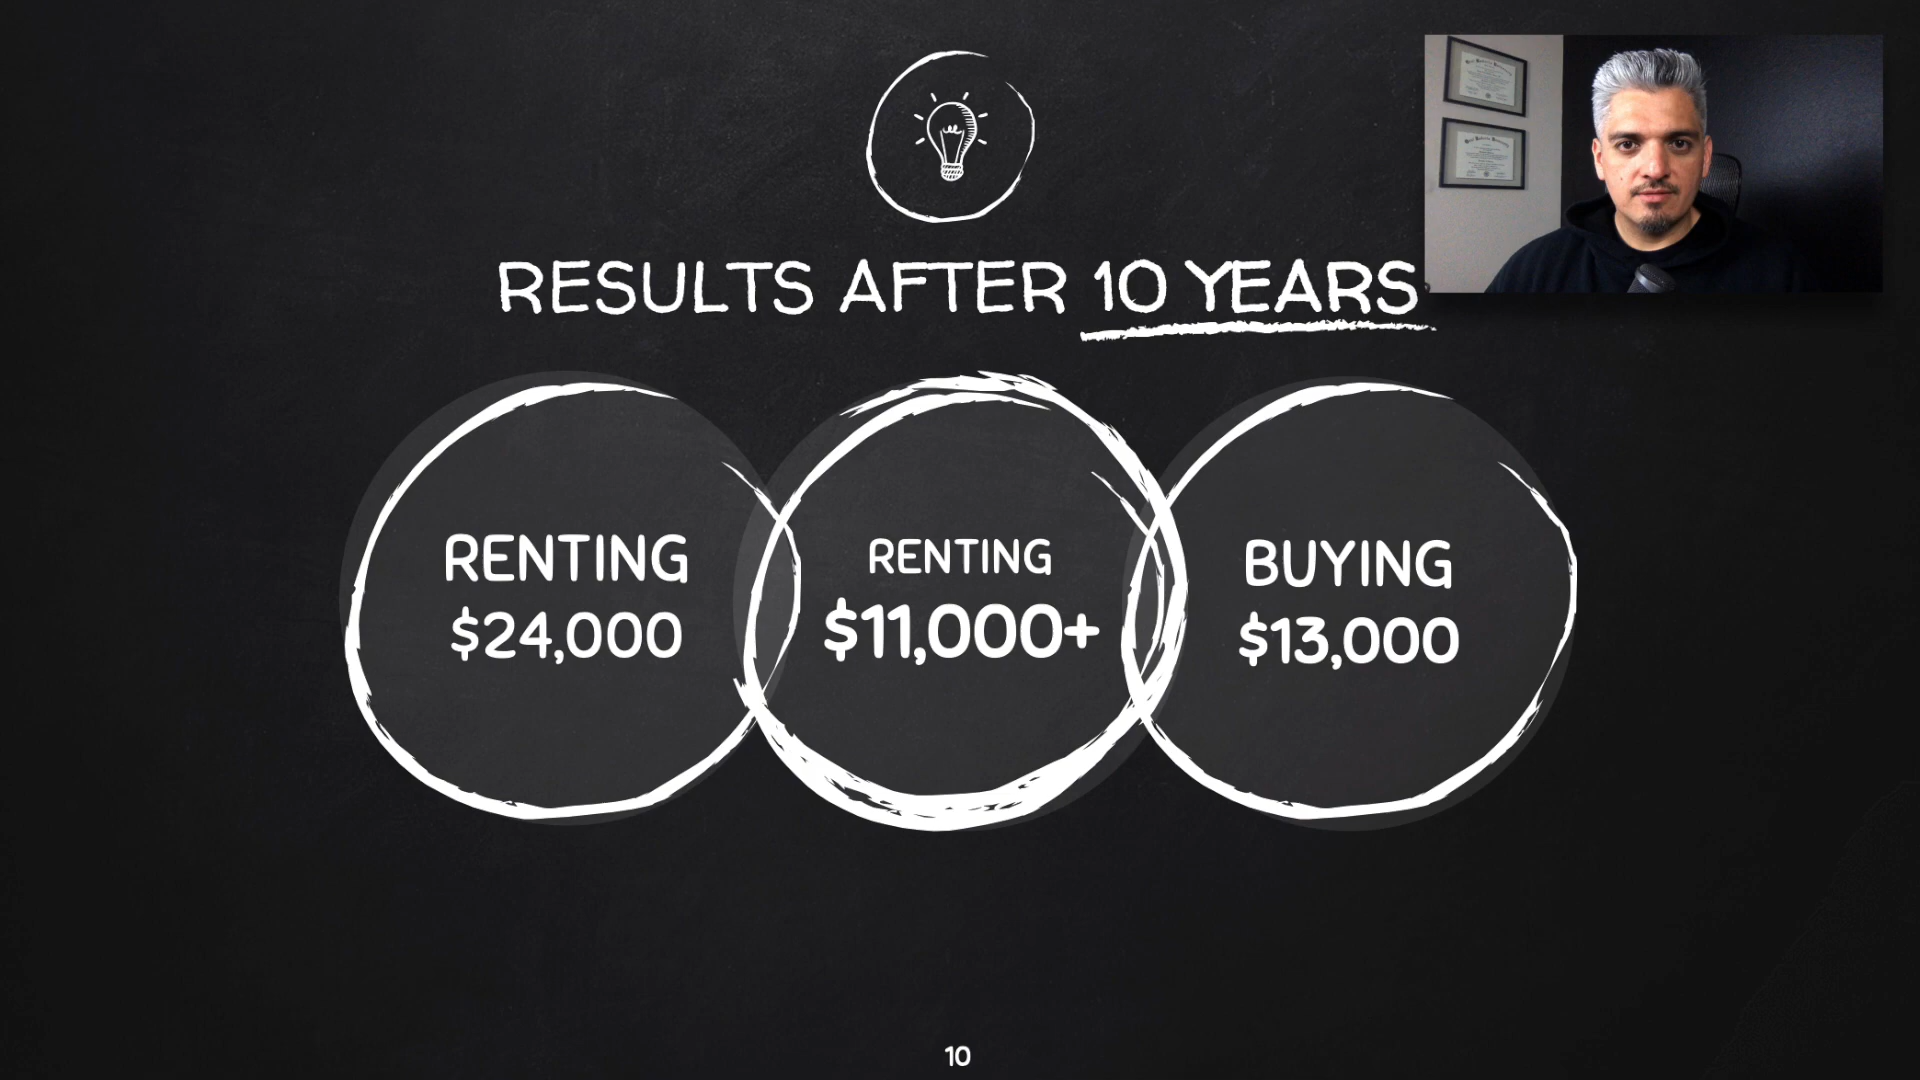 RESULTS AFTER 10 YEARS
RENTING
$24,000
RENTING
$11,000+
BUYING
$13,000
10